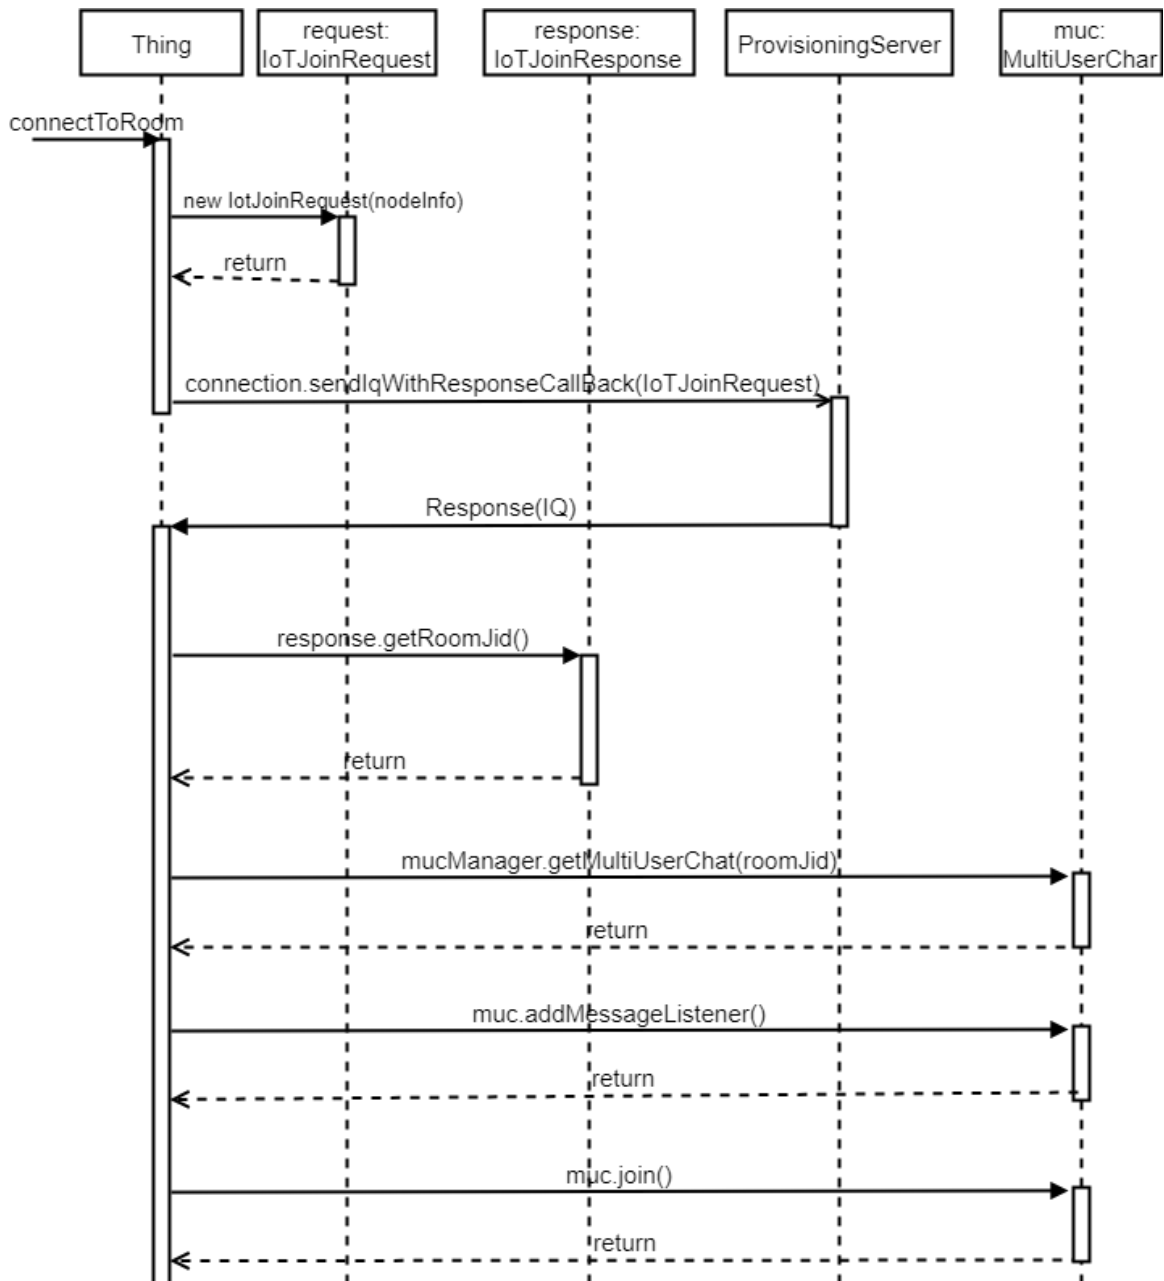 Thing
request:
IoTJoinRequest
response:
IoTJoinResponse
ProvisioningServer
muc:
MultiUserChar
connectToRoom
new IotJoinRequest(nodeInfo)
return
connection.sendIqWithResponseCallBack(IoTJoinRequest)
Response(IQ)
response.getRoomJid()
return
mucManager.getMultiUserChat(roomJid)
return
muc.addMessageListener()
return
muc.join()
return